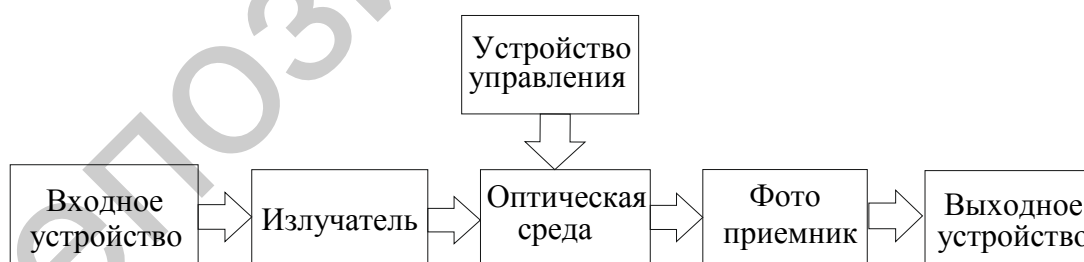 Устройство
управления
Входное
устройство
Излучатель
Оптическая
среда
Фото
приемник
Выходное
устройство